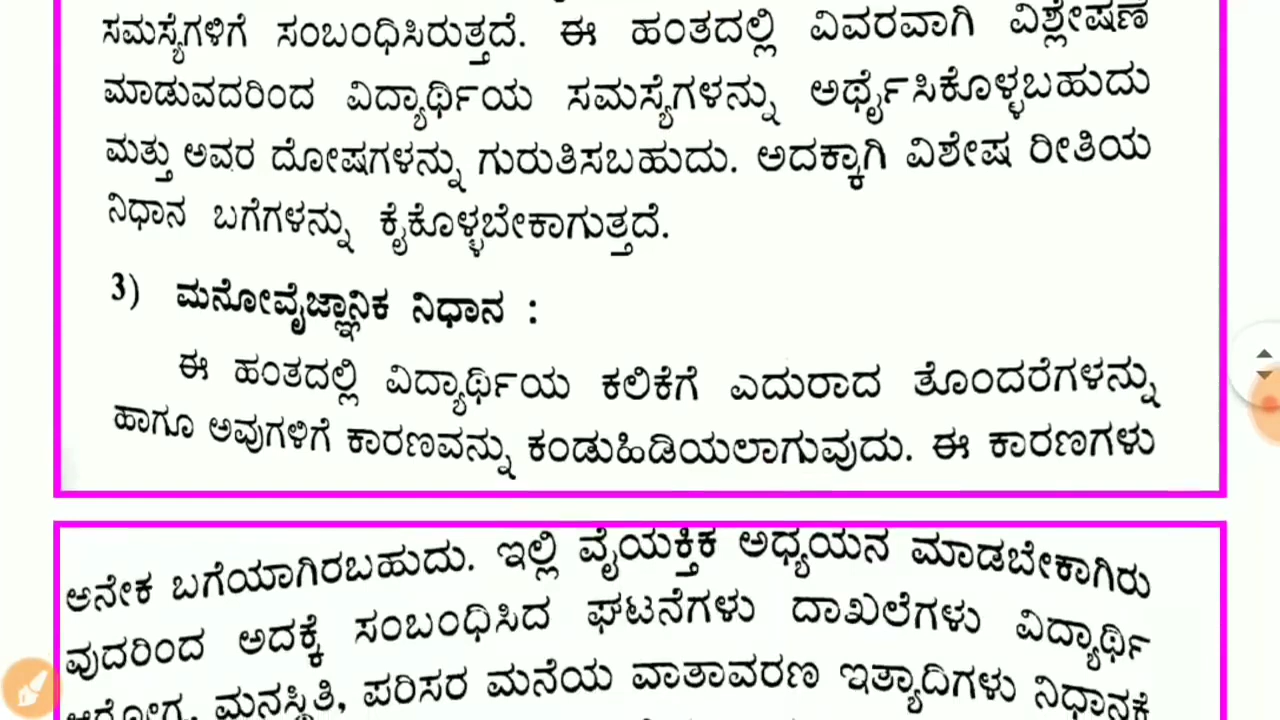 ಸಮಸ್ಯೆಗಳಿಗೆ ಸಂಬಂಧಿಸಿರುತ್ತದೆ. ಈ ಹಂತದಲ್ಲಿ ವಿವರವಾಗಿ ವಿಶ್ಲೇಷಣೆ
ಮಾಡುವದರಿಂದ ವಿದ್ಯಾರ್ಥಿಯ ಸಮಸ್ಯೆಗಳನ್ನು ಅರ್ಥೈಸಿಕೊಳ್ಳಬಹುದು
ಮತ್ತು ಅವರ ದೋಷಗಳನ್ನು ಗುರುತಿಸಬಹುದು. ಅದಕ್ಕಾಗಿ ವಿಶೇಷ ರೀತಿಯ
ನಿಧಾನ ಬಗೆಗಳನ್ನು ಕೈಕೊಳ್ಳಬೇಕಾಗುತ್ತದೆ.
3) ಮನೋವೈಜ್ಞಾನಿಕ ನಿಧಾನ :
ಈ ಹಂತದಲ್ಲಿ ವಿದ್ಯಾರ್ಥಿಯ ಕಲಿಕೆಗೆ ಎದುರಾದ ತೊಂದರೆಗಳನ್ನು
ಹಾಗೂ ಅವುಗಳಿಗೆ ಕಾರಣವನ್ನು ಕಂಡುಹಿಡಿಯಲಾಗುವುದು. ಈ ಕಾರಣಗಳು
ಅನೇಕ ಬಗೆಯಾಗಿರಬಹುದು. ಇಲ್ಲಿ ವೈಯಕ್ತಿಕ ಅಧ್ಯಯನ ಮಾಡಬೇಕಾಗಿರು
ವುದರಿಂದ ಅದಕ್ಕೆ ಸಂಬಂಧಿಸಿದ ಘಟನೆಗಳು ದಾಖಲೆಗಳು ವಿದ್ಯಾರ್ಥಿ
ಆರೋಗ್ಯ, ಮನಸ್ಥಿತಿ, ಪರಿಸರ ಮನೆಯ ವಾತಾವರಣ ಇತ್ಯಾದಿಗಳು ನಿಧಾನಕ್ಕೆ